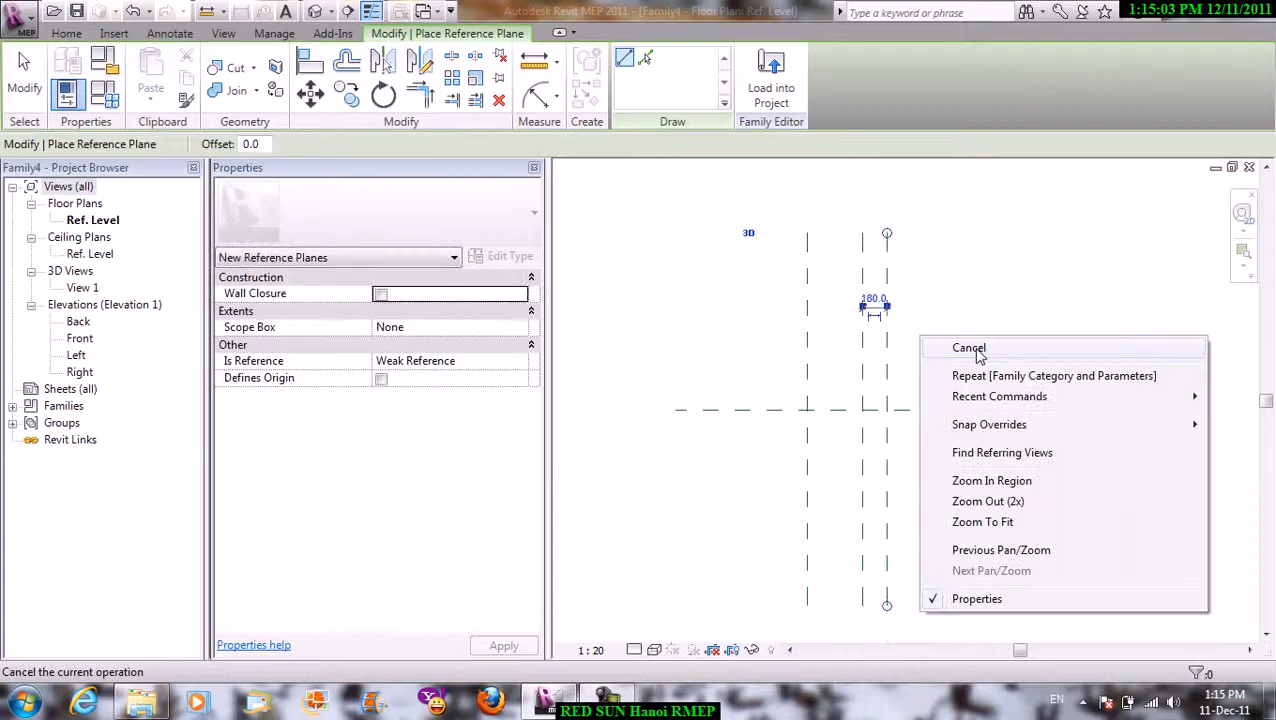 Autodesk Revit MEP 2011 - [Family4 - Floor Plan: Ref. Level]
Type a keyword or phrase
1:15:03 PM 12/11/2011
MEP
Home
Insert
Annotate
View
Manage
Add-Ins
Modify | Place Reference Plane
Modify
Paste
Cut
Join
Load into
Project
Select
Properties
Clipboard
Geometry
Modify
Measure
Create
Draw
Family Editor
Modify | Place Reference Plane
Offset: 0.0
Family4 - Project Browser
Views (all)
Floor Plans
Ref. Level
Ceiling Plans
Ref. Level
3D Views
View 1
Elevations (Elevation 1)
Back
Front
Left
Right
Sheets (all)
Families
Groups
Revit Links
Properties
New Reference Planes
Edit Type
Construction
Wall Closure
Extents
Scope Box None
Other
Is Reference Weak Reference
Defines Origin
Properties help
Apply
3D
180.0
2D
Cancel
Repeat [Family Category and Parameters]
Recent Commands
Snap Overrides
Find Referring Views
Zoom In Region
Zoom Out (2x)
Zoom To Fit
Previous Pan/Zoom
Next Pan/Zoom
Properties
1 : 20
Cancel the current operation
:0
EN
1:15 PM
11-Dec-11
RED SUN Hanoi RMEP